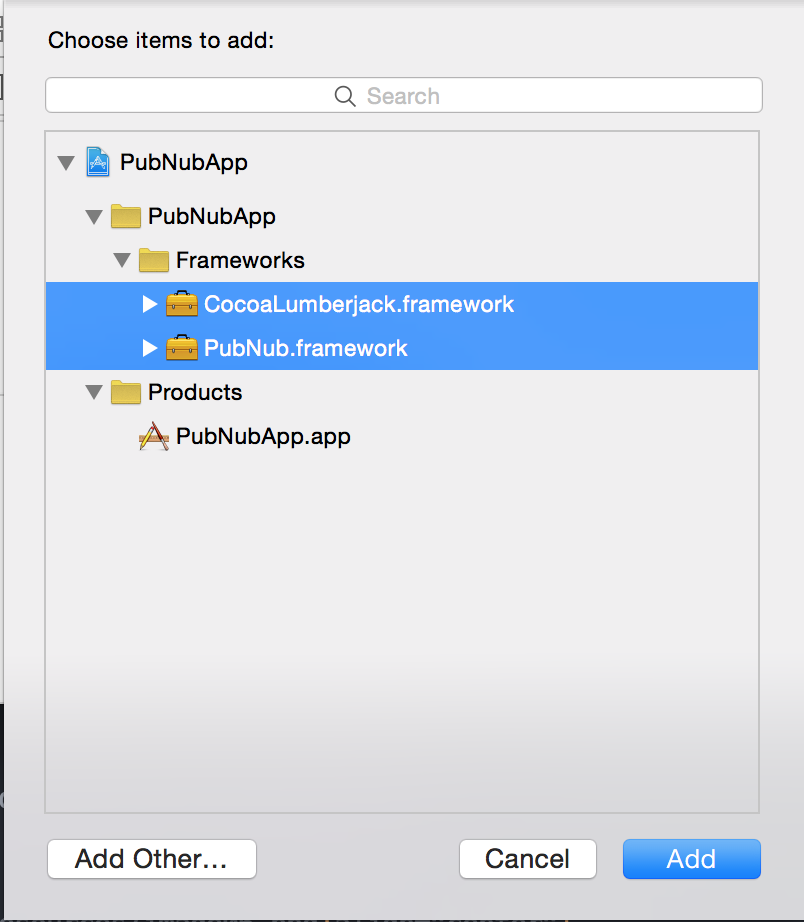 Choose items to add:
Search
PubNubApp
PubNubApp
Frameworks
CocoaLumberjack.framework
PubNub.framework
Products
PubNubApp.app
Add Other...
Cancel
Add